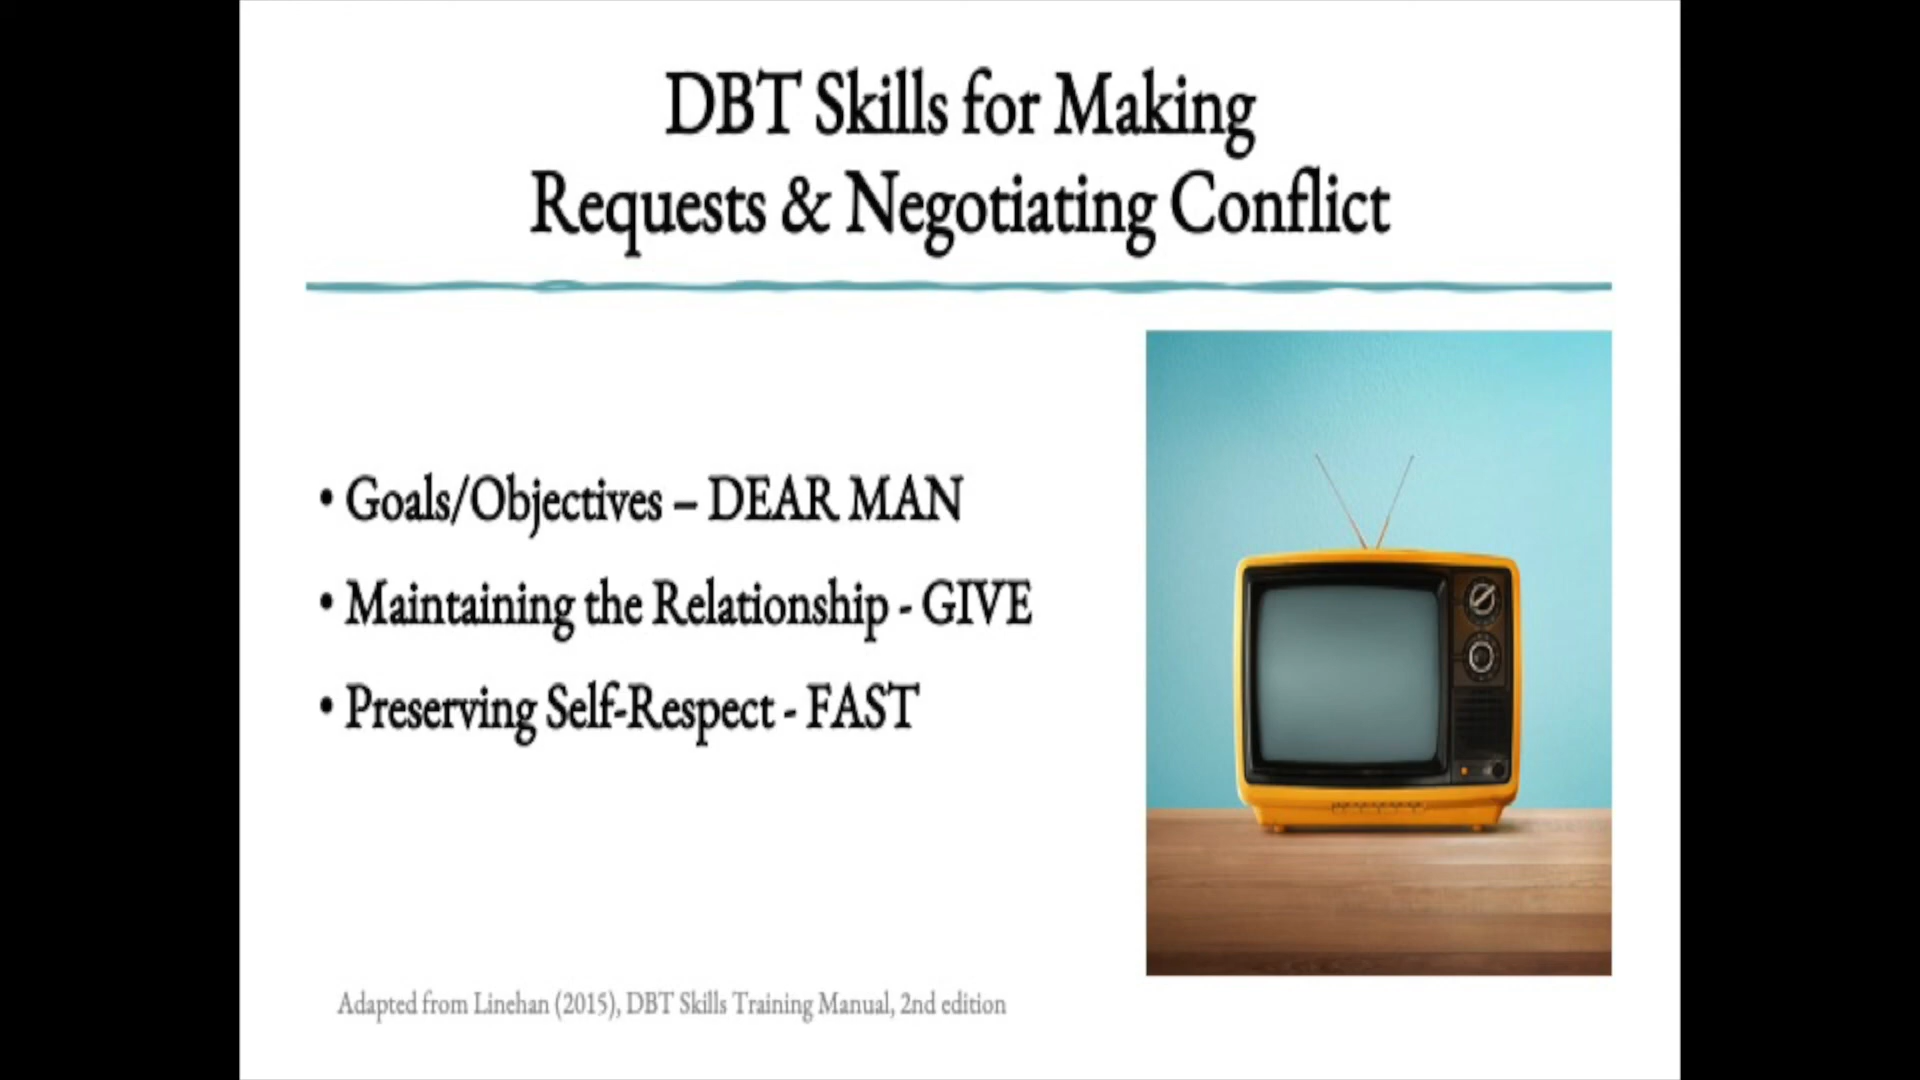 DBT Skills for Making
Requests & Negotiating Conflict
• Goals/Objectives – DEAR MAN
• Maintaining the Relationship - GIVE
• Preserving Self-Respect - FAST
Adapted from Linehan (2015), DBT Skills Training Manual, 2nd edition